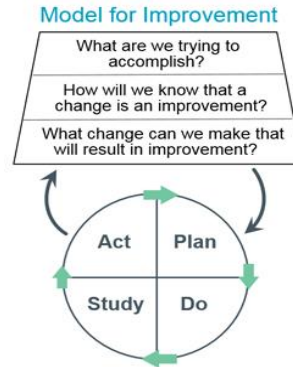 Model for Improvement
What are we trying to
accomplish?
How will we know that a
change is an improvement?
What change can we make that
will result in improvement?
Act Plan
Study Do